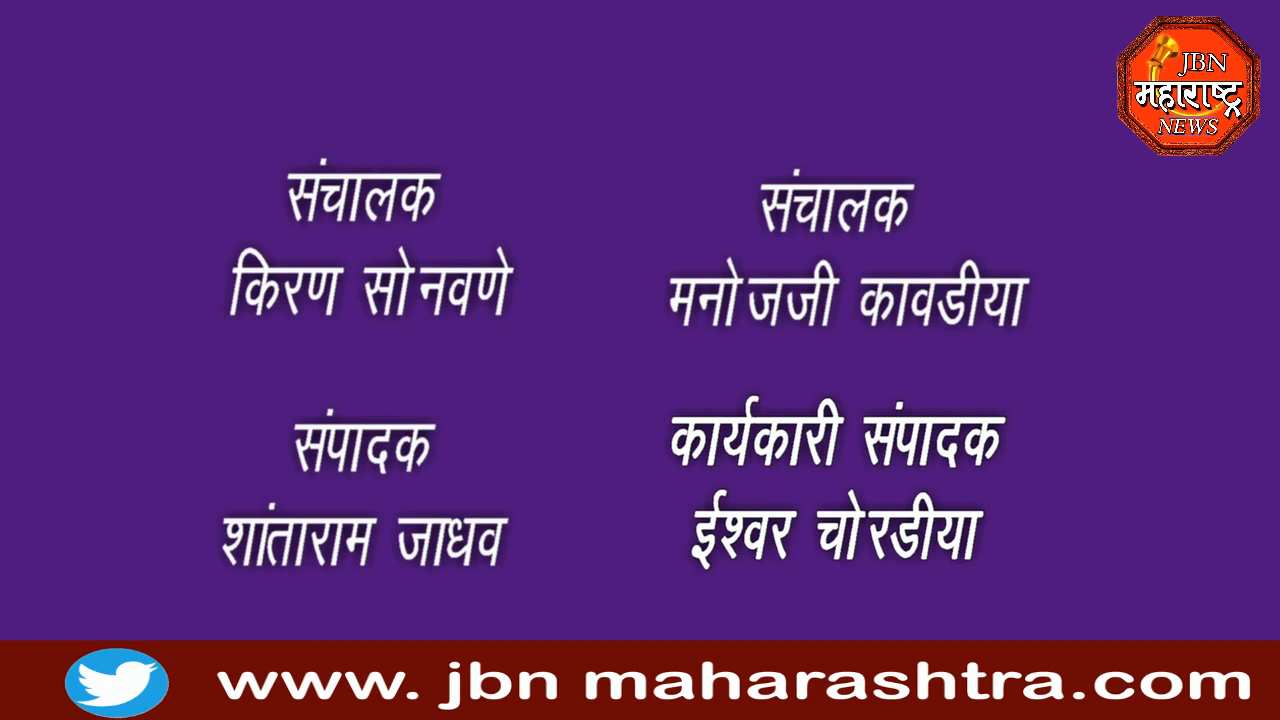 JBN
महाराष्ट्र
NEWS
संचालक
किरण सोनवणे
संचालक
मनोजजी कावडीया
संपादक
शांताराम जाधव
कार्यकारी संपादक
ईश्वर चोरडीया
www. jbn maharashtra.com